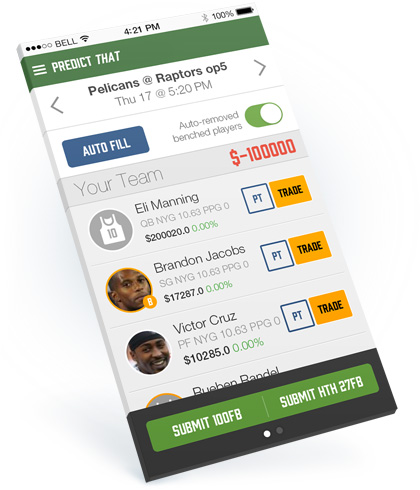 BELL 4:21 PM 100%
PREDICT THAT
Pelicans @ Raptors op5
Thu 17 @ 5:20 PM
AUTO FILL
Auto-removed
benched players
Your Team
$-100000
10
Eli Manning
QB NYG 10.63 PPG 0
$200020.0 0.00%
PT
TRADE
Brandon Jacobs
SG NYG 10.63 PPG 0
$17287.0 0.00%
PT
TRADE
8
Victor Cruz
PF NYG 10.63 PPG 0
$10285.0 0.00%
PT
TRADE
SUBMIT 100FB
SUBMIT HTH 27FB